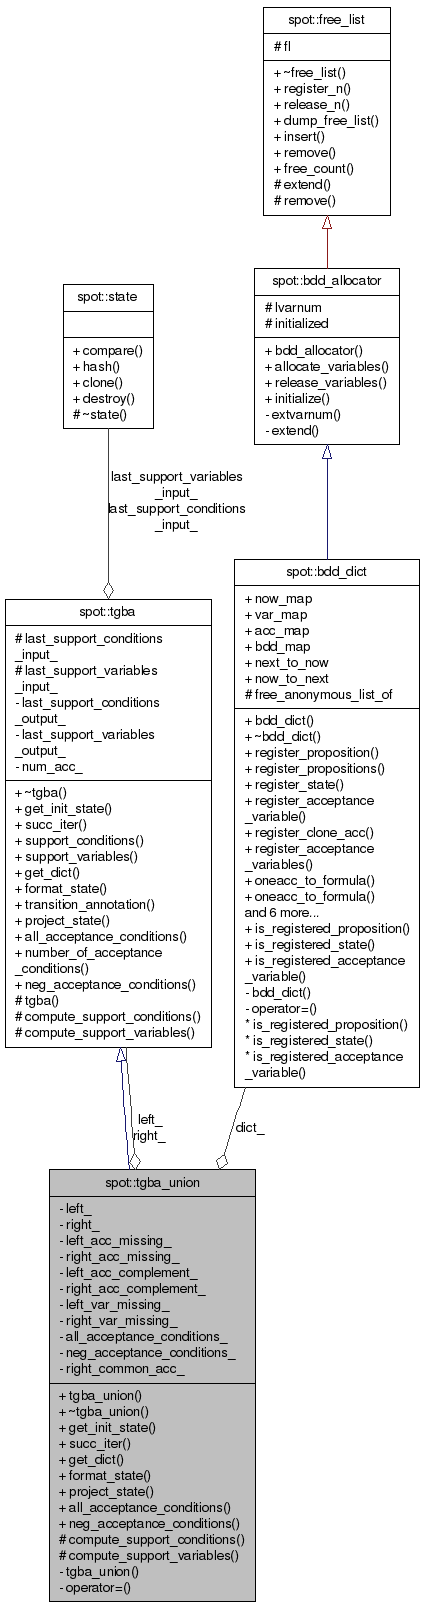 spot::free_list
# fl
+ ~free_list()
+ register_n()
+ release_n()
+ dump_free_list()
+ insert()
+ remove()
+ free_count()
# extend()
# remove()
spot::bdd_allocator
# lvarnum
# initialized
+ bdd_allocator()
+ allocate_variables()
+ release_variables()
+ initialize()
- extvarnum()
- extend()
spot::state
+ compare()
+ hash()
+ clone()
+ destroy()
# ~state()
last_support_variables
_input_
last_support_conditions
_input_
spot::bdd_dict
+ now_map
+ var_map
+ acc_map
+ bdd_map
+ next_to_now
+ now_to_next
# free_anonymous_list_of
+ bdd_dict()
+ ~bdd_dict()
+ register_proposition()
+ register_propositions()
+ register_state()
+ register_acceptance
_variable()
+ register_clone_acc()
+ register_acceptance
_variables()
+ oneacc_to_formula()
+ oneacc_to_formula()
and 6 more...
+ is_registered_proposition()
+ is_registered_state()
+ is_registered_acceptance
_variable()
- bdd_dict()
- operator=()
* is_registered_proposition()
* is_registered_state()
* is_registered_acceptance
_variable()
spot::tgba
# last_support_conditions
_input_
# last_support_variables
_input_
- last_support_conditions
_output_
- last_support_variables
_output_
- num_acc_
+ ~tgba()
+ get_init_state()
+ succ_iter()
+ support_conditions()
+ support_variables()
+ get_dict()
+ format_state()
+ transition_annotation()
+ project_state()
+ all_acceptance_conditions()
+ number_of_acceptance
_conditions()
+ neg_acceptance_conditions()
# tgba()
# compute_support_conditions()
# compute_support_variables()
left_
right_
dict_
spot::tgba_union
- left_
- right_
- left_acc_missing_
- right_acc_missing_
- left_acc_complement_
- right_acc_complement_
- left_var_missing_
- right_var_missing_
- all_acceptance_conditions_
- neg_acceptance_conditions_
- right_common_acc_
+ tgba_union()
+ ~tgba_union()
+ get_init_state()
+ succ_iter()
+ get_dict()
+ format_state()
+ project_state()
+ all_acceptance_conditions()
+ neg_acceptance_conditions()
# compute_support_conditions()
# compute_support_variables()
- tgba_union()
- operator=()